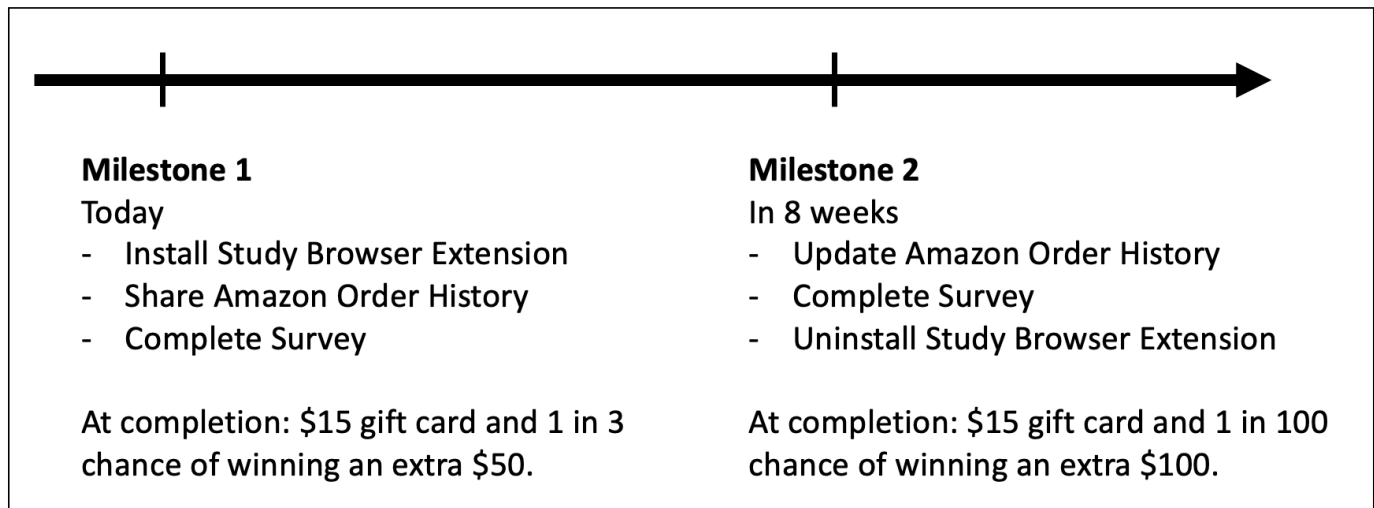 Milestone 1
Today
- Install Study Browser Extension
- Share Amazon Order History
- Complete Survey
At completion: $15 gift card and 1 in 3
chance of winning an extra $50.
Milestone 2
In 8 weeks
- Update Amazon Order History
- Complete Survey
- Uninstall Study Browser Extension
At completion: $15 gift card and 1 in 100
chance of winning an extra $100.